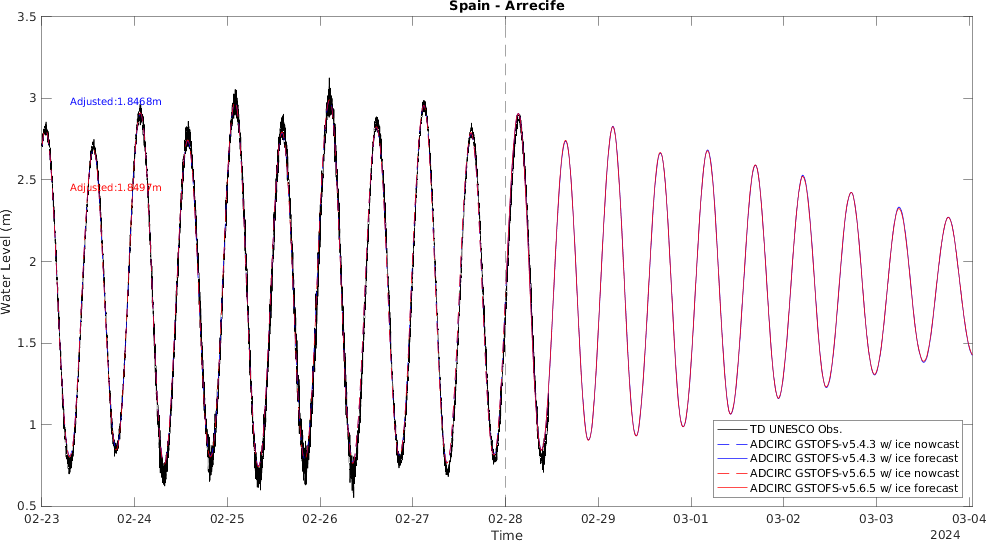 Spain - Arrecife
3.5
3
2.5
2
1.5
1
0.5
Water Level (m)
Adjusted:1.8468m
Adjusted:1.8497m
TD UNESCO Obs.
ADCIRC GSTOFS-v5.4.3 w/ ice nowcast
ADCIRC GSTOFS-v5.4.3 w/ ice forecast
ADCIRC GSTOFS-v5.6.5 w/ ice nowcast
ADCIRC GSTOFS-v5.6.5 w/ ice forecast
02-23 02-24 02-25 02-26 02-27 02-28 02-29 03-01 03-02 03-03 03-04
Time
2024